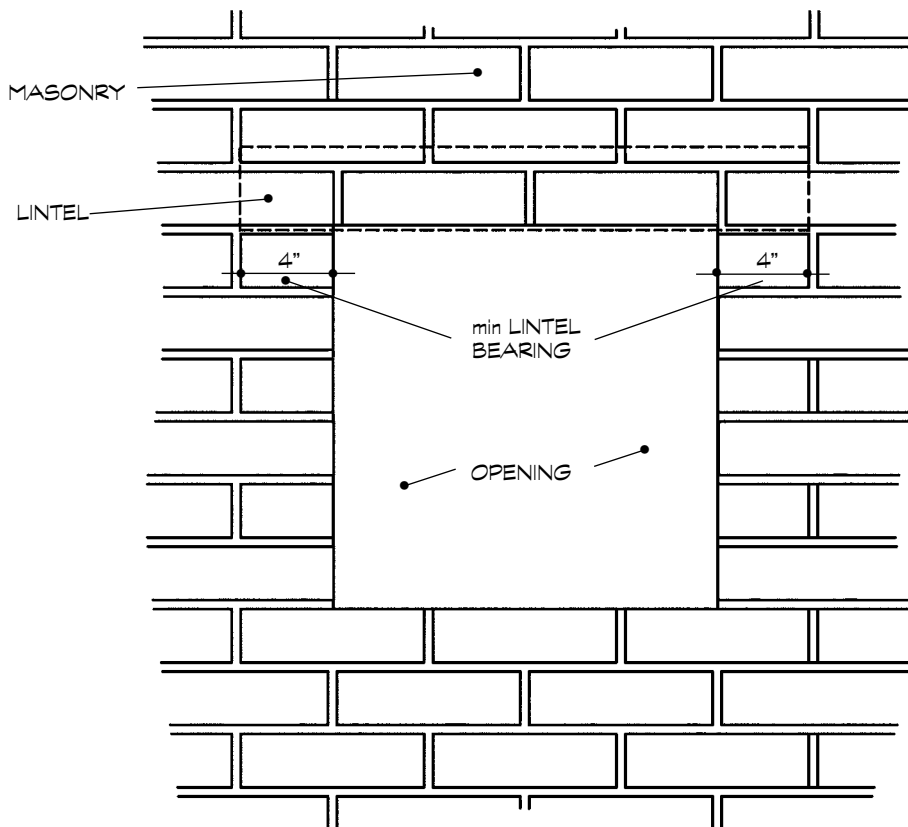 MASONRY
LINTEL
4”
4”
min LINTEL
BEARING
OPENING